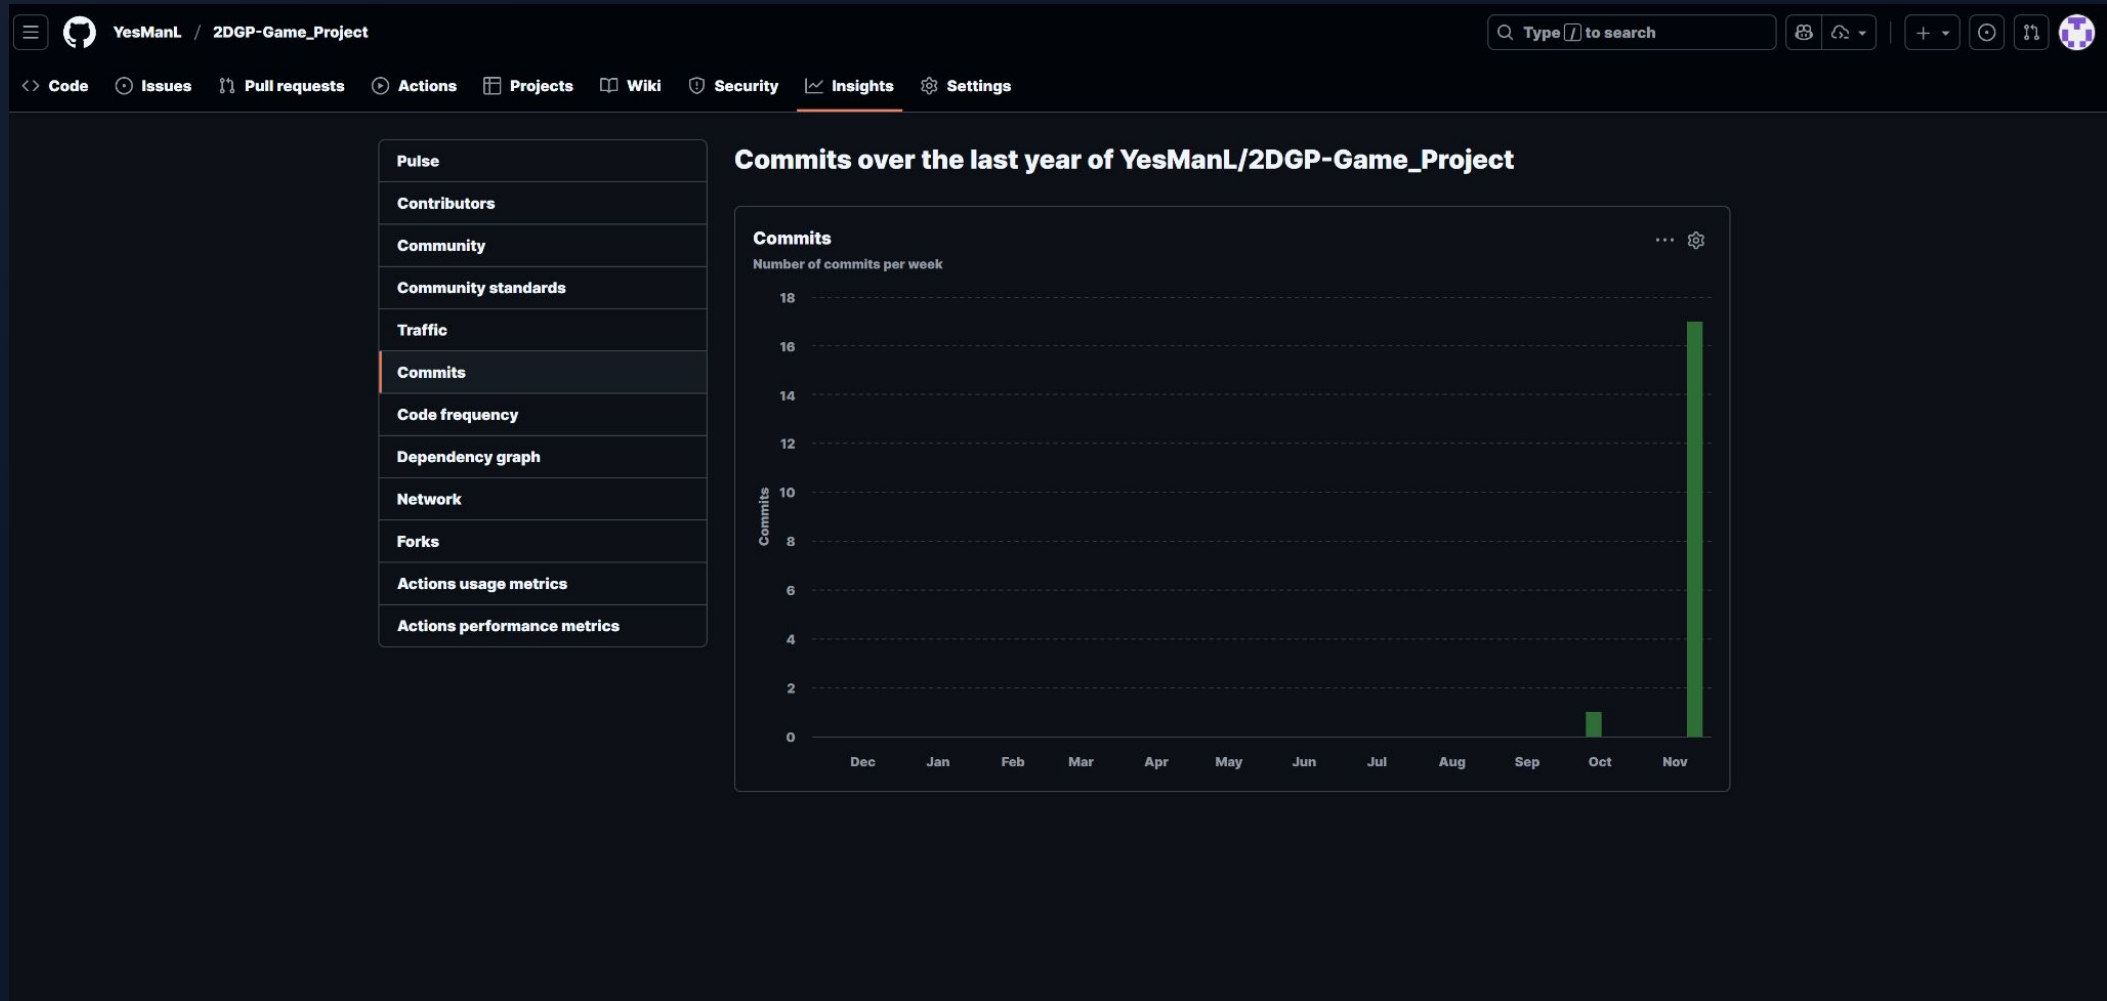 YesManL / 2DGP-Game_Project
Type / to search
Code Issues Pull requests Actions Projects Wiki Security Insights Settings
Pulse
Contributors
Community
Community standards
Traffic
Commits
Code frequency
Dependency graph
Network
Forks
Actions usage metrics
Actions performance metrics
Commits over the last year of YesManL/2DGP-Game_Project
Commits
Number of commits per week
18
16
14
12
10
8
6
4
2
0
Commits
Dec Jan Feb Mar Apr May Jun Jul Aug Sep Oct Nov